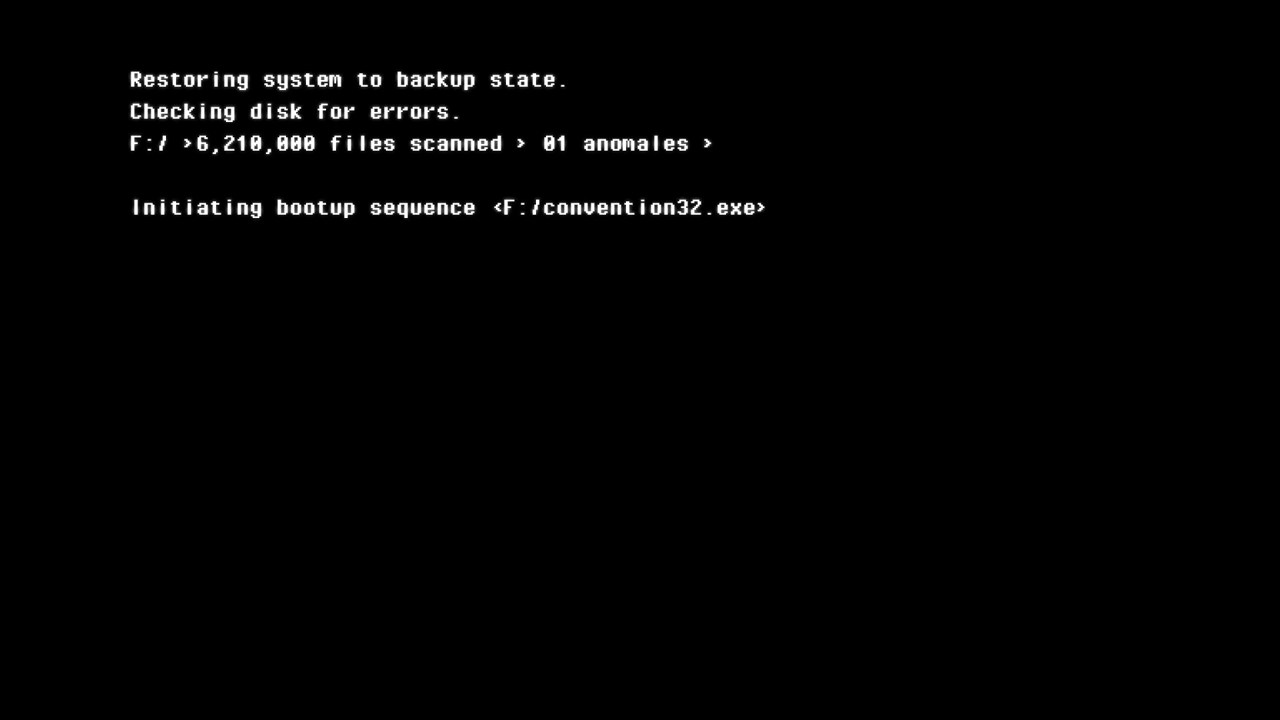 Restoring system to backup state.
Checking disk for errors.
F:/ >6,210,000 files scanned > 01 anomales >
Initiating bootup sequence <F:/convention32.exe>